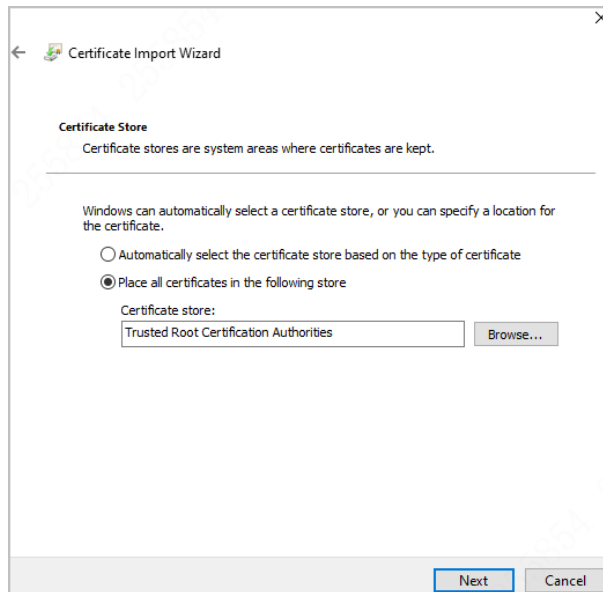 Certificate Import Wizard
Certificate Store
Certificate stores are system areas where certificates are kept.
Windows can automatically select a certificate store, or you can specify a location for
the certificate.
Automatically select the certificate store based on the type of certificate
Place all certificates in the following store
Certificate store:
Trusted Root Certification Authorities
Browse...
Next
Cancel